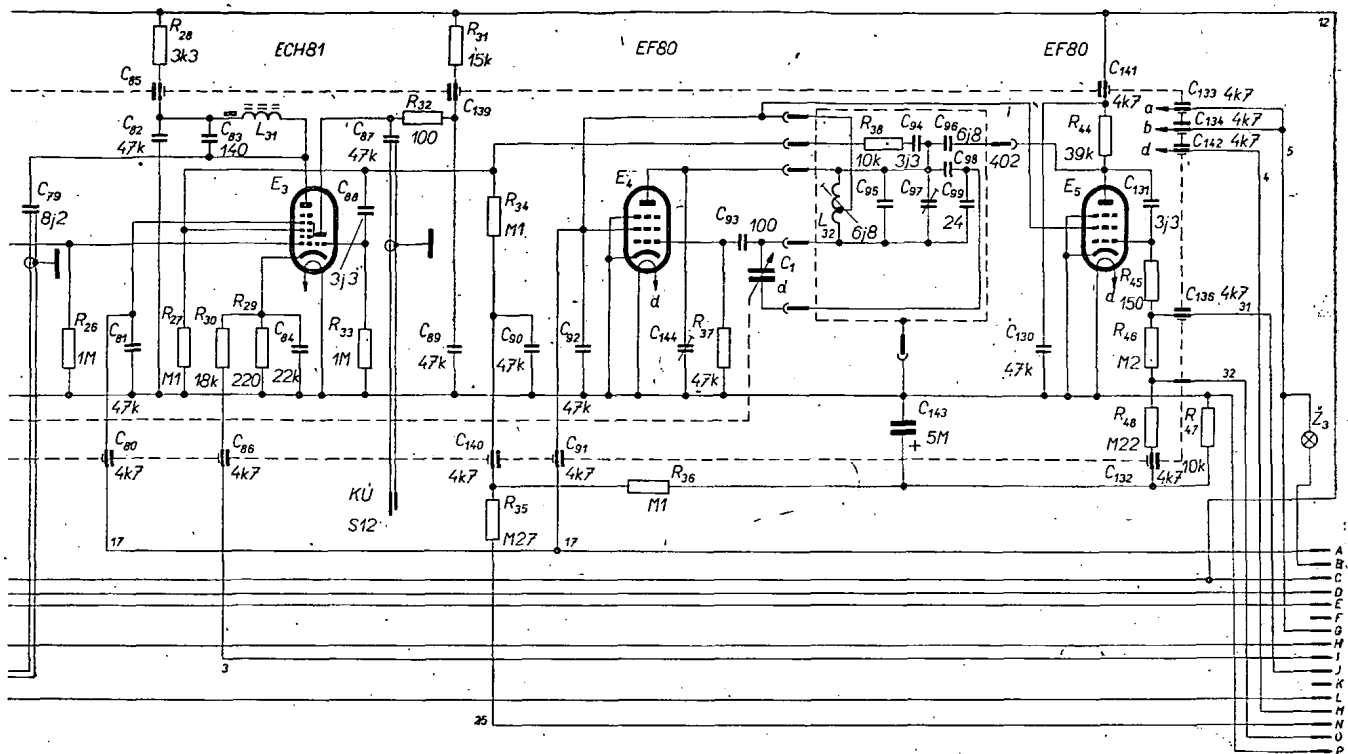 R28
3k3
ECH81
R31
15k
EF80
EF80
12
C85
R32
100
C139
C141
4k7
C133 4k7
a
C134 4k7
b
C142 4k7
d
C82
47k
C83
140
L31
C87
47k
R38
10k
C94
3j3
C96
6j8
402
R44
39k
5
4
C79
8j2
E3
C88
3j3
R34
M1
E4
d
C93
100
C1
d
L32
6j8
C95
C97
C98
C99
24
E5
d
C131
3j3
R45
150
C136 4k7
31
R26
1M
C81
47k
R27
M1
R30
18k
R29
220
C84
22k
R33
1M
C89
47k
C90
47k
C92
47k
C144
R37
47k
C130
47k
R46
M2
32
C143
5M
+
R48
M22
R47
10k
Ž3
C80
4k7
C86
4k7
C140
4k7
C91
4k7
C132
4k7
KÚ
S12
R36
M1
R35
M27
17
17
3
25
A
B
C
D
E
F
G
H
I
J
K
L
M
N
O
P